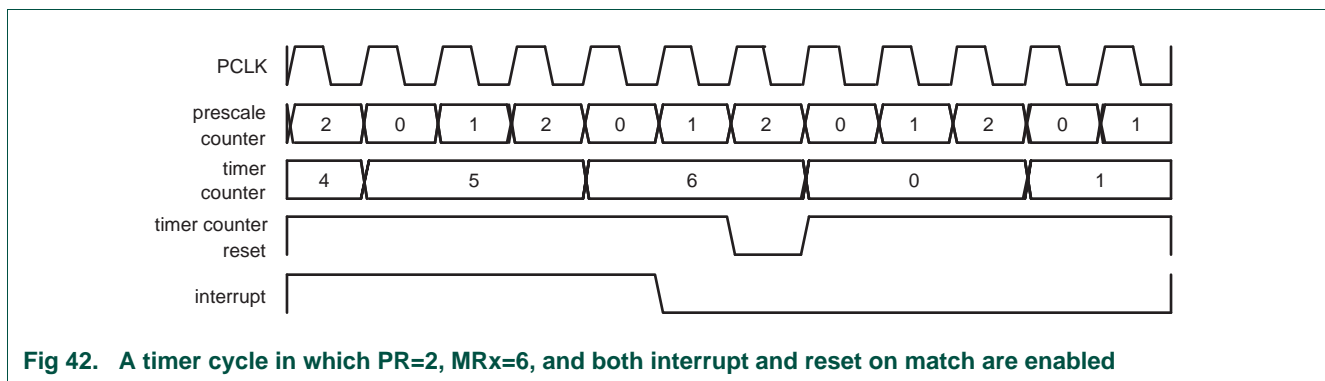 PCLK
prescale
counter
2 0 1 2 0 1 2 0 1 2 0 1
timer
counter
4 5 6 0 1
timer counter
reset
interrupt
Fig 42. A timer cycle in which PR=2, MRx=6, and both interrupt and reset on match are enabled